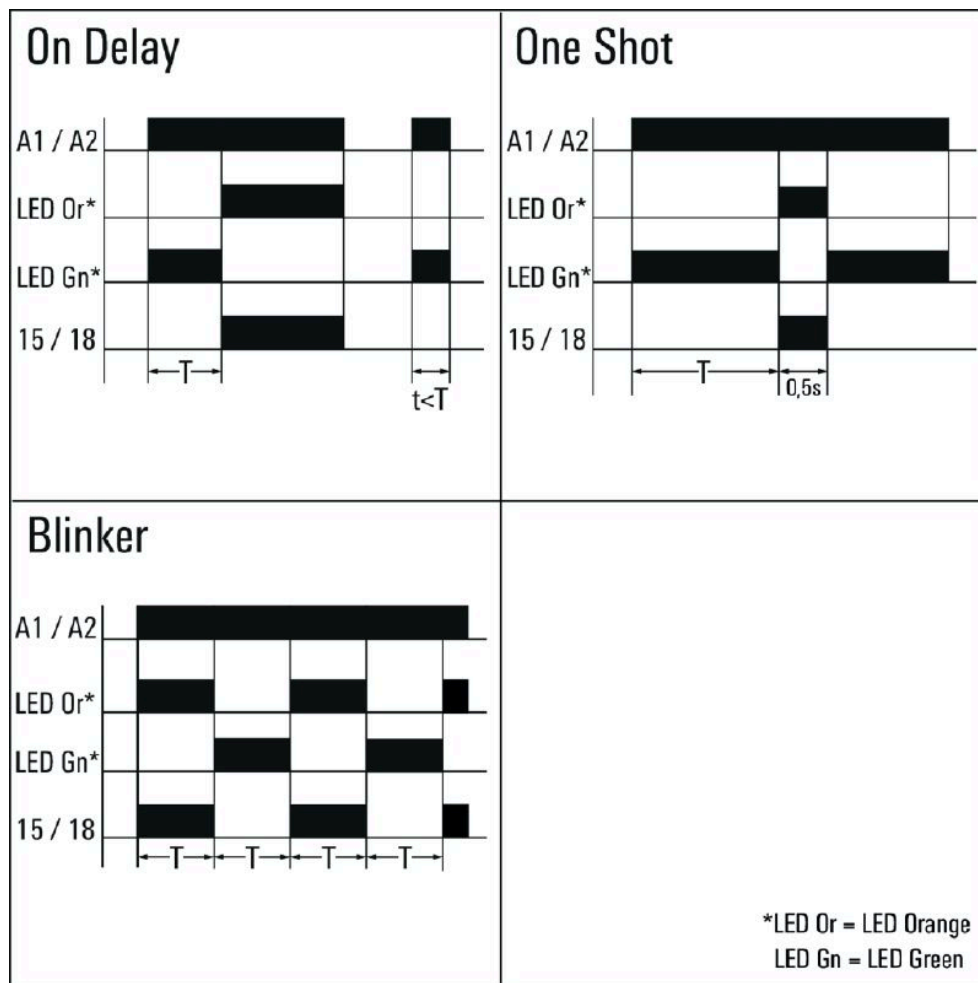 On Delay
A1 / A2
LED Or*
LED Gn*
15 / 18
T
t<T
One Shot
A1 / A2
LED Or*
LED Gn*
15 / 18
T
0,5s
Blinker
A1 / A2
LED Or*
LED Gn*
15 / 18
T T T T
*LED Or = LED Orange
LED Gn = LED Green